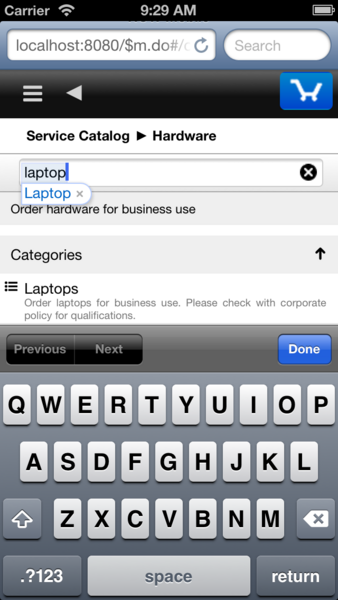 Carrier 9:29 AM
localhost:8080/$m.do#/c Search
Service Catalog ► Hardware
laptop
Laptop ×
Order hardware for business use
Categories
Laptops
Order laptops for business use. Please check with corporate
policy for qualifications.
Previous Next Done
Q W E R T Y U I O P
A S D F G H J K L
Z X C V B N M
.?123 space return